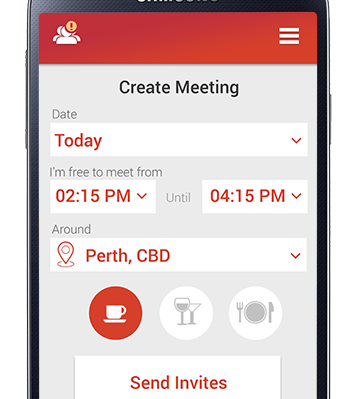 Create Meeting
Date
Today
I'm free to meet from
02:15 PM Until 04:15 PM
Around
Perth, CBD
Send Invites